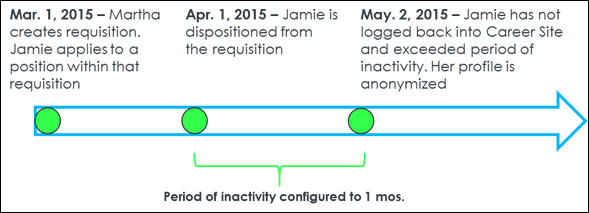 Mar. 1, 2015 – Martha
creates requisition.
Jamie applies to a
position within that
requisition
Apr. 1, 2015 – Jamie is
dispositioned from
the requisition
May. 2, 2015 – Jamie has not
logged back into Career Site
and exceeded period of
inactivity. Her profile is
anonymized
Period of inactivity configured to 1 mos.